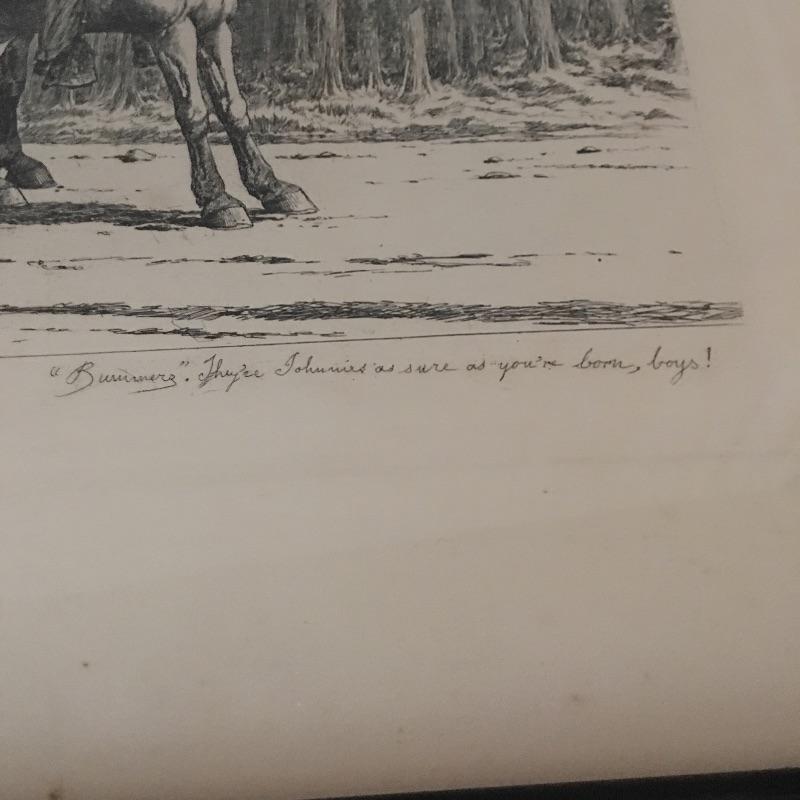 "Bummers". They're Johnnies as sure as you're born, boys!